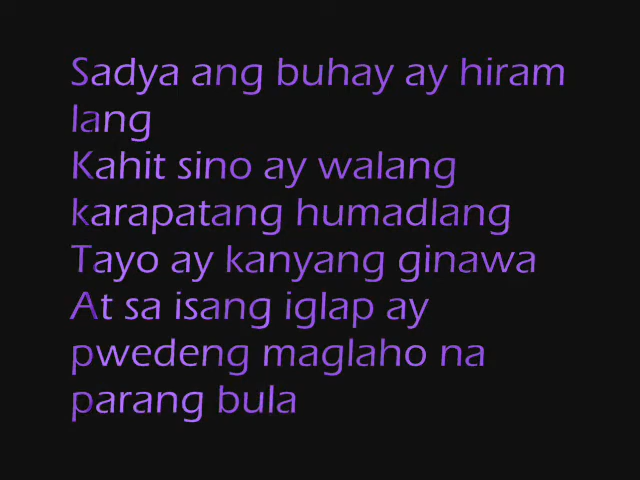 Sadya ang buhay ay hiram
lang
Kahit sino ay walang
karapatang humadlang
Tayo ay kanyang ginawa
At sa isang iglap ay
pwedeng maglaho na
parang bula